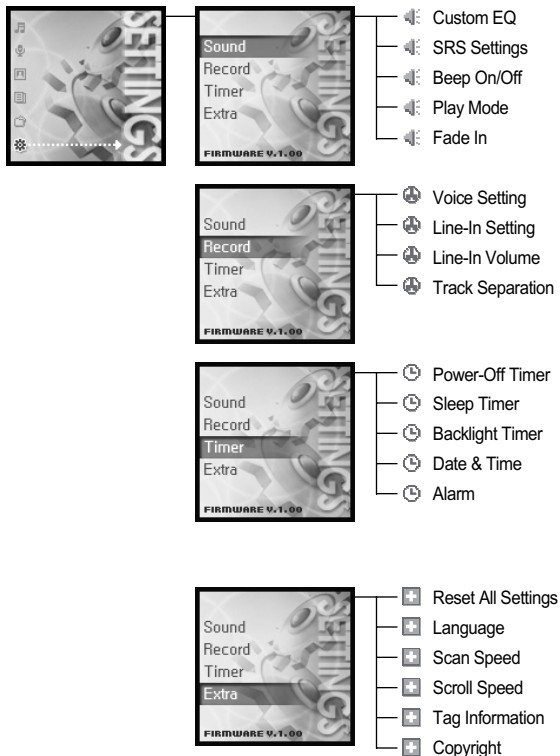 SETTINGS
SETTINGS
Sound
Record
Timer
Extra
FIRMWARE V.1.00
Custom EQ
SRS Settings
Beep On/Off
Play Mode
Fade In
SETTINGS
Sound
Record
Timer
Extra
FIRMWARE V.1.00
Voice Setting
Line-In Setting
Line-In Volume
Track Separation
SETTINGS
Sound
Record
Timer
Extra
FIRMWARE V.1.00
Power-Off Timer
Sleep Timer
Backlight Timer
Date & Time
Alarm
SETTINGS
Sound
Record
Timer
Extra
FIRMWARE V.1.00
Reset All Settings
Language
Scan Speed
Scroll Speed
Tag Information
Copyright